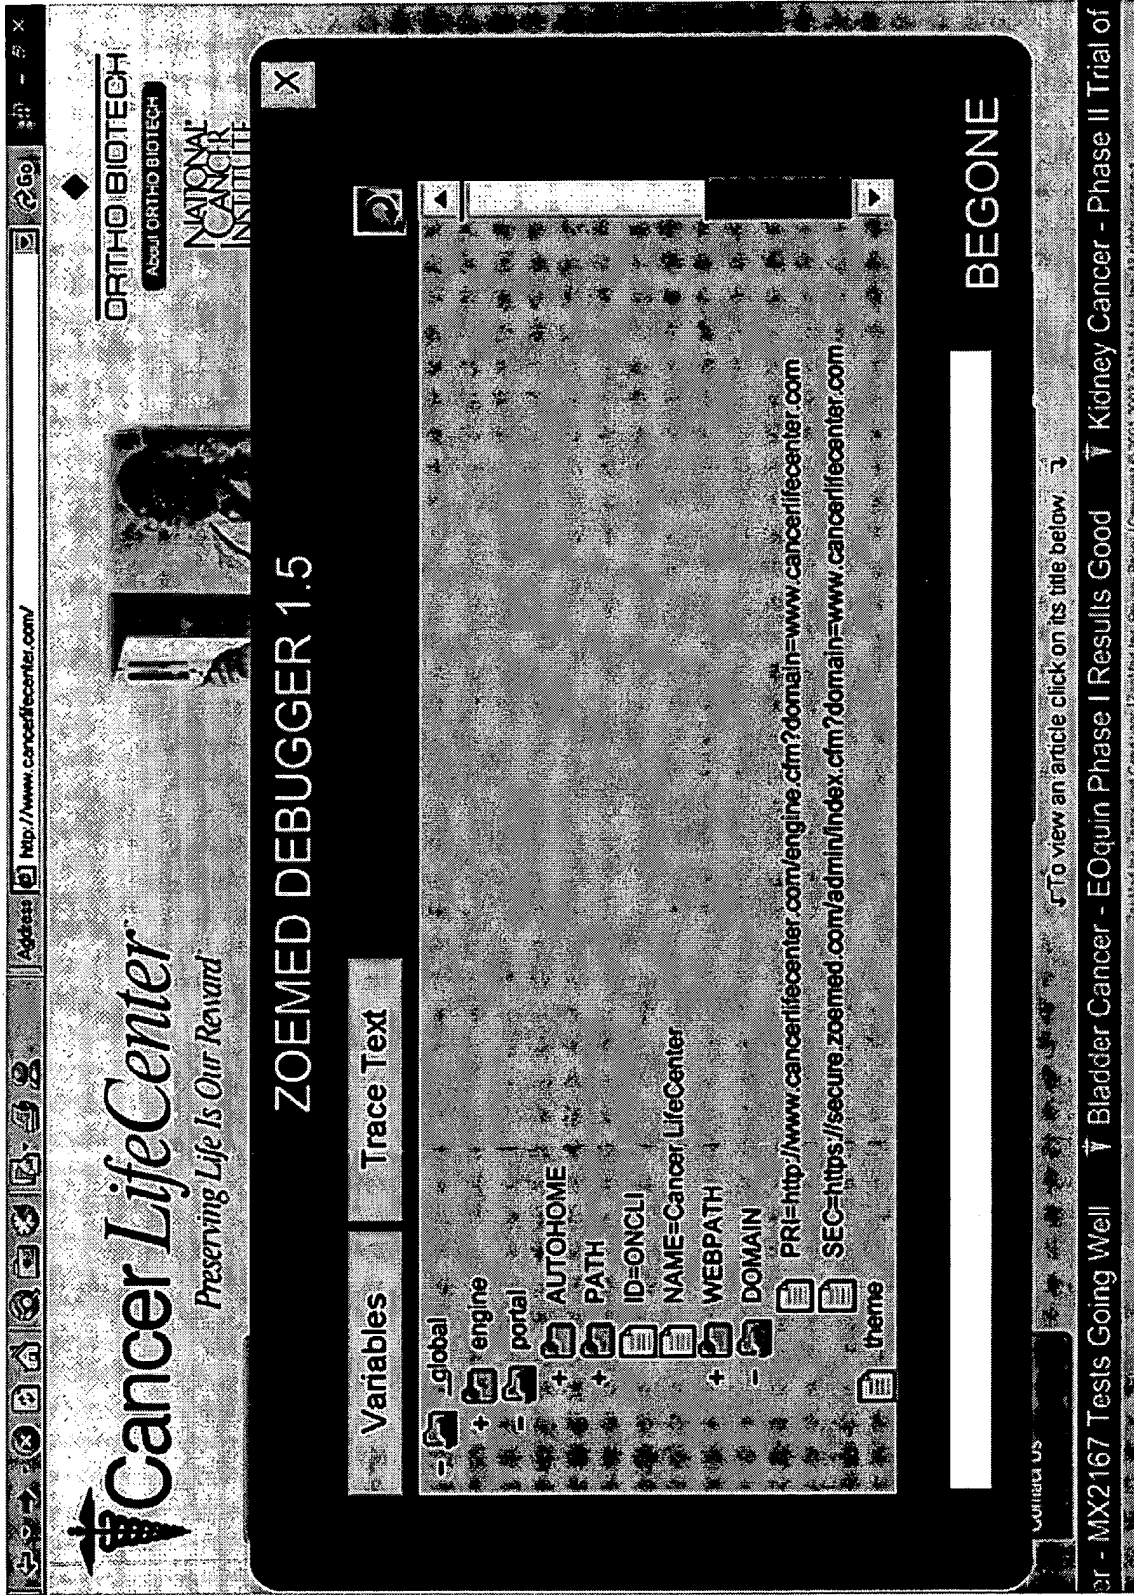 Address http://www.cancerlifecenter.com/ Go
Cancer LifeCenter
Preserving Life Is Our Reward
ORTHO BIOTECH
About ORTHO BIOTECH
NATIONAL
CANCER
INSTITUTE
X
ZOEMED DEBUGGER 1.5
Variables
Trace Text
- _global
+ engine
- portal
+ AUTOHOME
+ PATH
ID=ONCLI
NAME=Cancer LifeCenter
+ WEBPATH
- DOMAIN
PRI=http://www.cancerlifecenter.com/engine.cfm?domain=www.cancerlifecenter.com
SEC=https://secure.zoemed.com/admin/index.cfm?domain=www.cancerlifecenter.com
theme
BEGONE
Contact us
To view an article click on its title below
er - MX2167 Tests Going Well Bladder Cancer - EOquin Phase I Results Good Kidney Cancer - Phase II Trial of